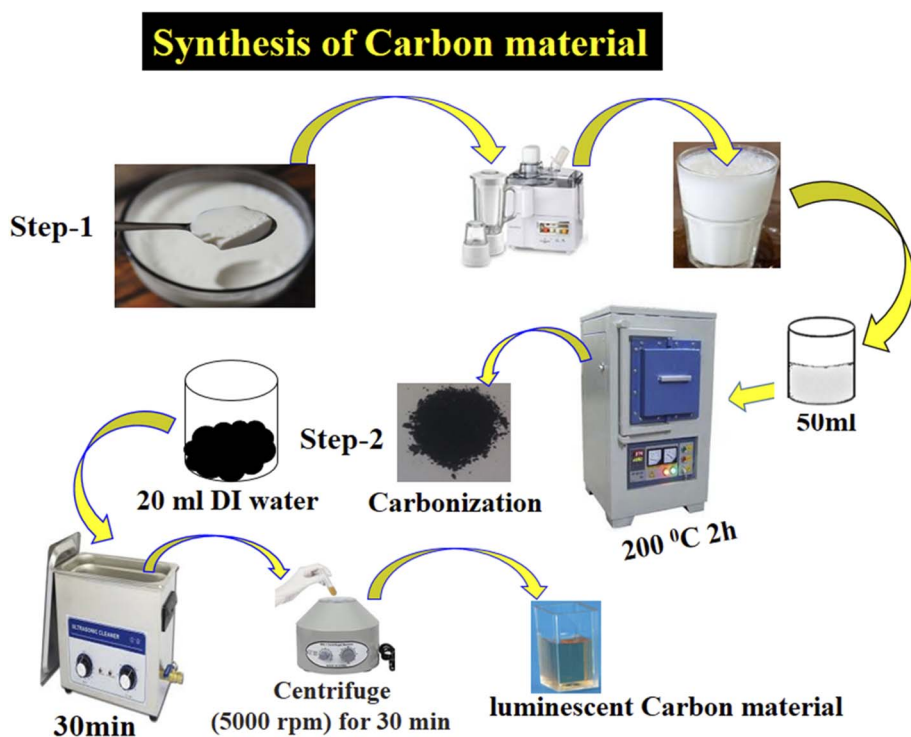 Synthesis of Carbon material
Step-1
50ml
200 ⁰C 2h
Step-2
Carbonization
20 ml DI water
ULTRASONIC CLEANER
30min
Centrifuge
(5000 rpm) for 30 min
luminescent Carbon material